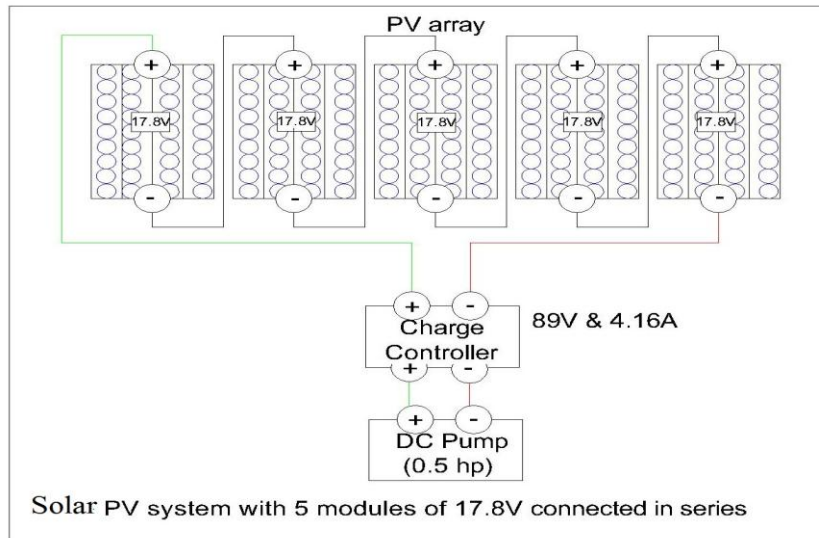 PV array
+ + + + +
17.8V 17.8V 17.8V 17.8V 17.8V
- - - - -
+ -
Charge
Controller
89V & 4.16A
+ -
+ -
DC Pump
(0.5 hp)
Solar PV system with 5 modules of 17.8V connected in series